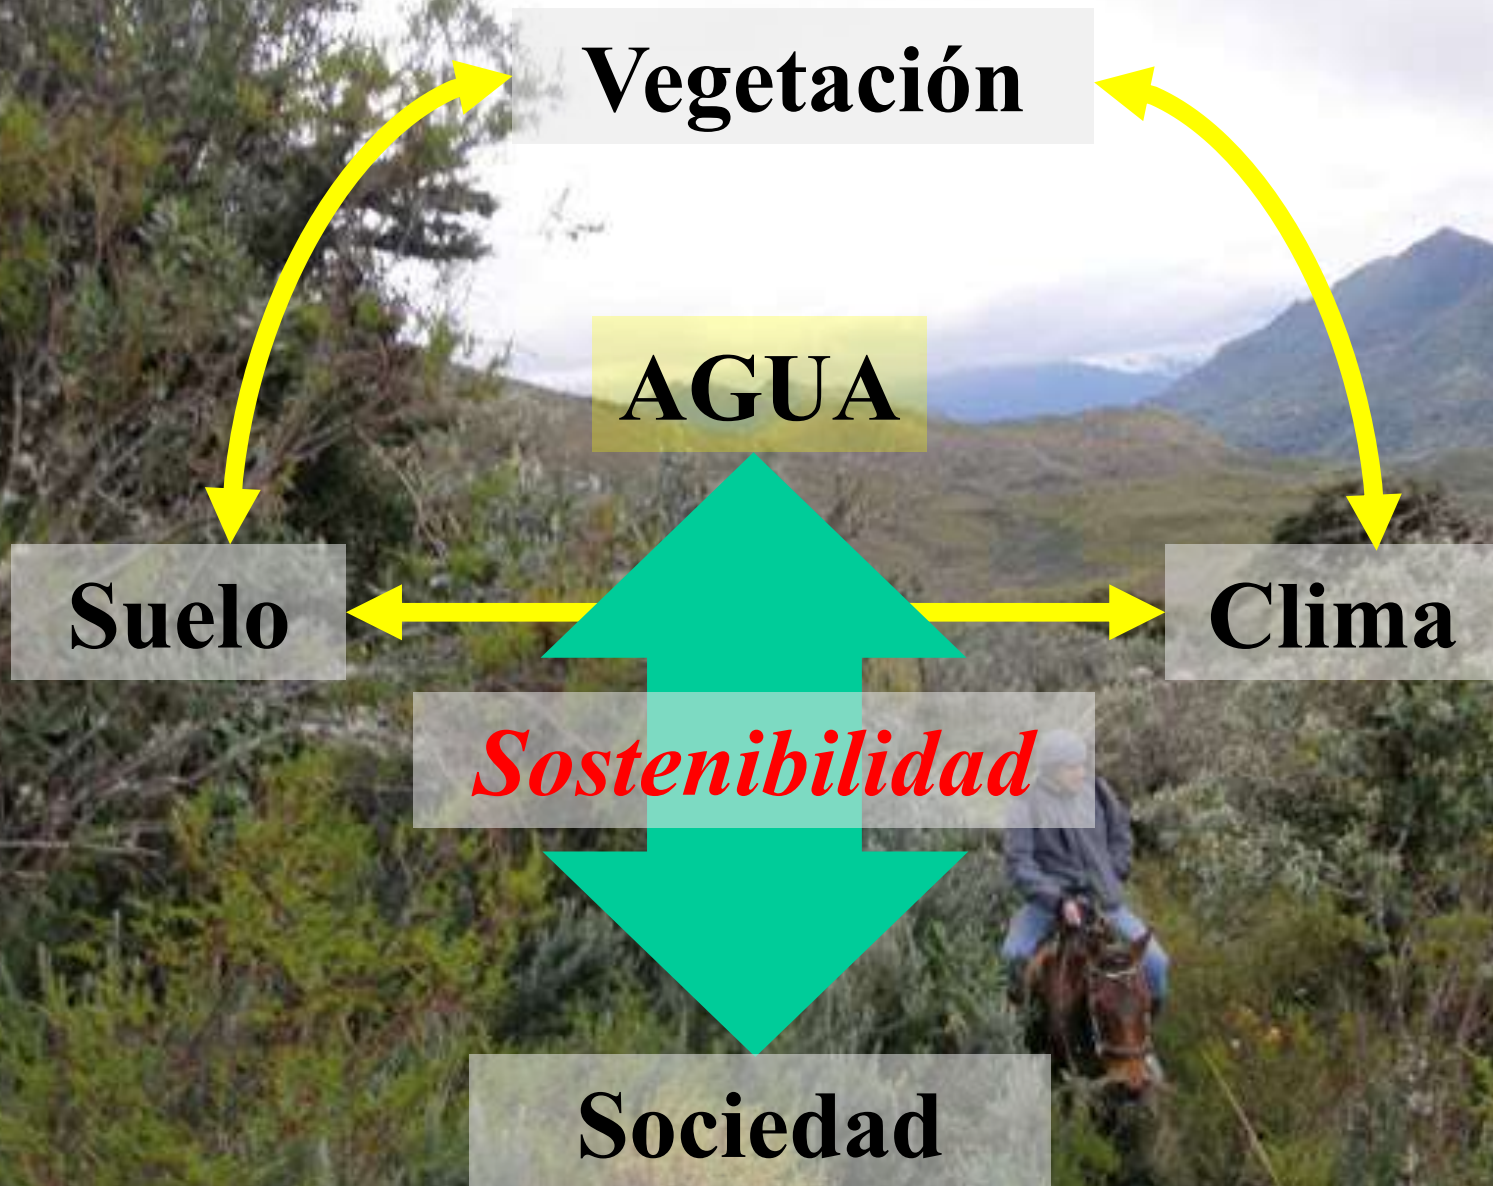 Vegetación
AGUA
Suelo
Clima
Sostenibilidad
Sociedad